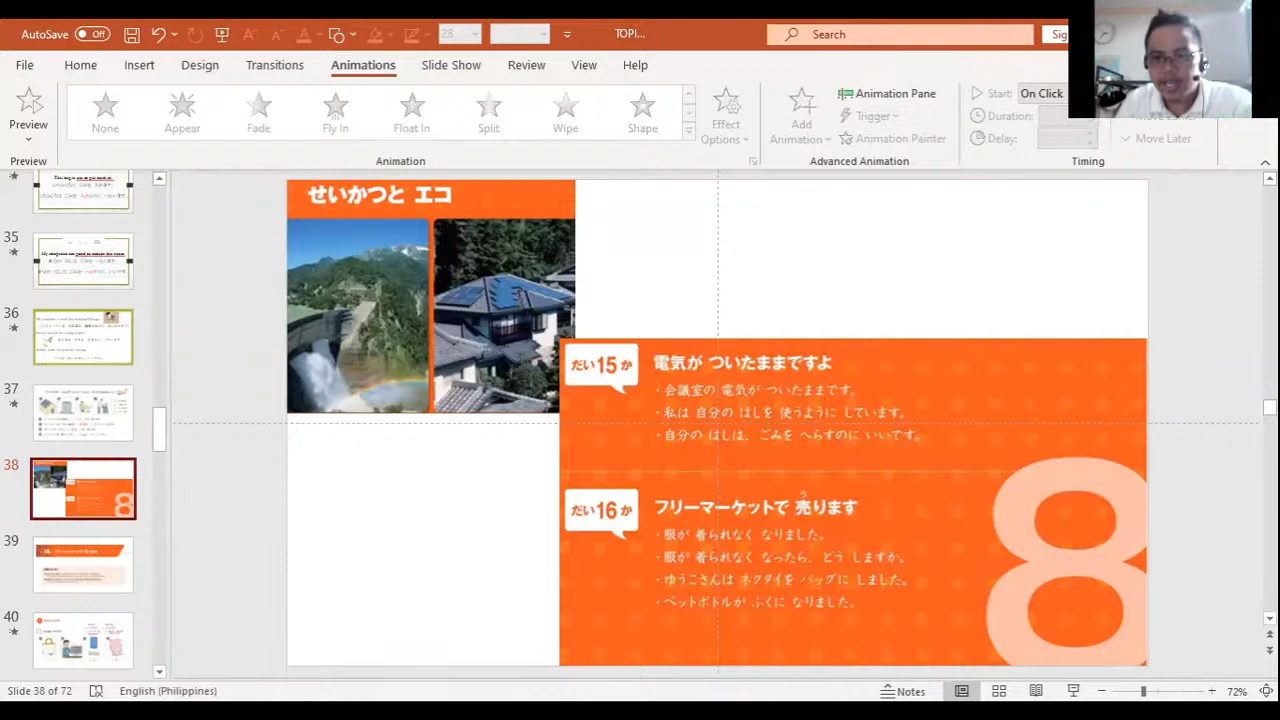 AutoSave
Off
28
TOPI...
Search
Sig
File
Home
Insert
Design
Transitions
Animations
Slide Show
Review
View
Help
Preview
None
Appear
Fade
Fly In
Float In
Split
Wipe
Shape
Effect
Options
Add
Animation
Animation Pane
Trigger
Animation Painter
Start:
On Click
Duration:
Delay:
Move Later
Preview
Animation
Advanced Animation
Timing
35
36
37
38
39
40
せいかつと エコ
だい15か
電気が ついたままですよ
・会議室の 電気が ついたままです。
・私は 自分の はしを 使うように しています。
・自分の はしは、ごみを へらすのに いいです。
だい16か
フリーマーケットで 売ります
う
・服が 着られなく なりました。
・服が 着られなく なったら、どう しますか。
・ゆうこさんは ネクタイを バッグに しました。
・ペットボトルが ふくに なりました。
8
Slide 38 of 72
English (Philippines)
Notes
72%